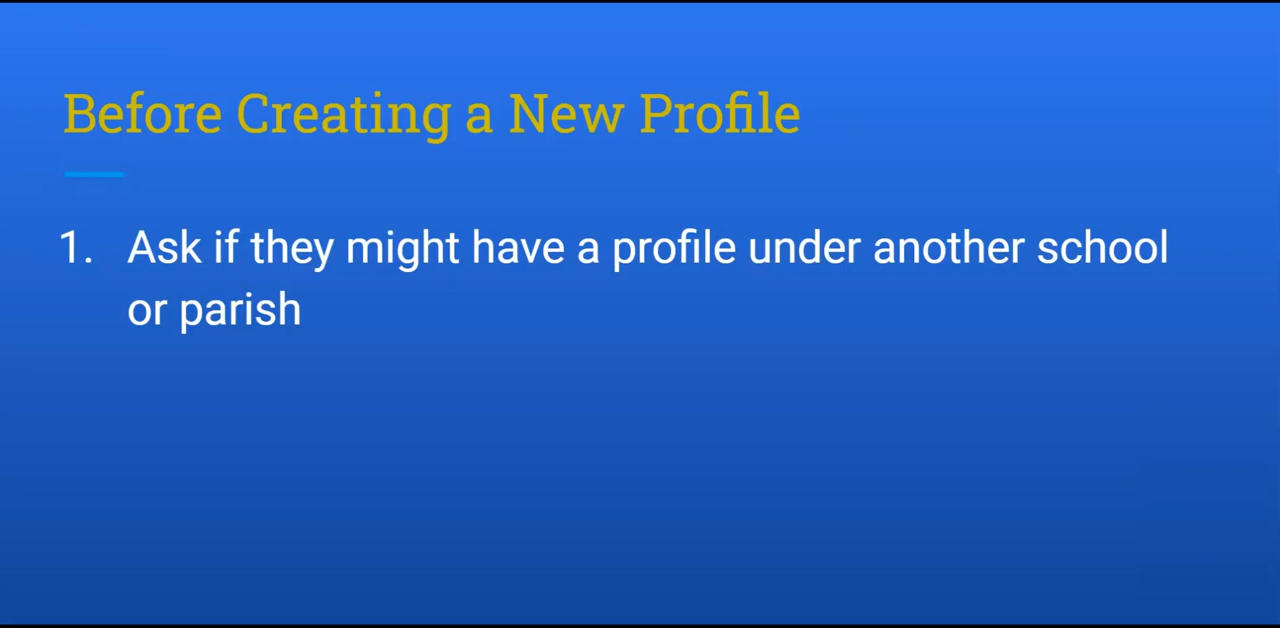 Before Creating a New Profile
1. Ask if they might have a profile under another school
or parish